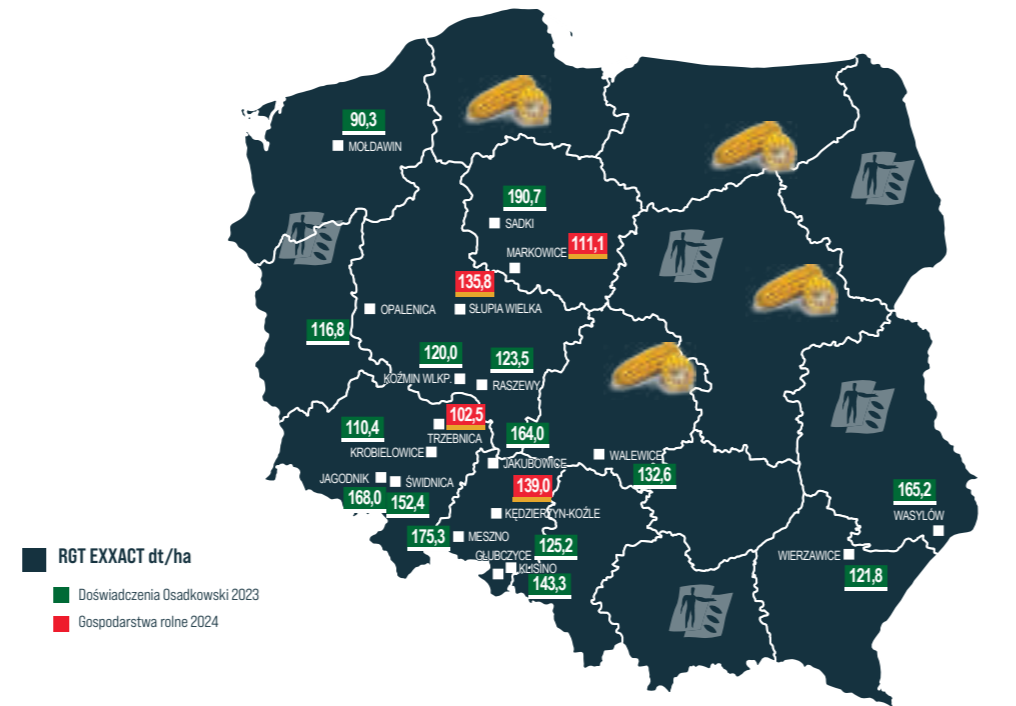 90,3
MOŁDAWIN
190,7
SADKI
MARKOWICE 111,1
135,8
OPALENICA
SŁUPIA WIELKA
116,8
120,0
KOŹMIN WLKP.
123,5
RASZEWY
102,5
TRZEBNICA
110,4
KROBIELOWICE
164,0
JAKUBOWICE
WALEWICE
132,6
JAGODNIK
168,0
ŚWIDNICA
152,4
139,0
KĘDZIERZYN-KOŹLE
165,2
WASYLÓW
175,3
MESZNO
GŁUBCZYCE
125,2
KLISINO
143,3
WIERZAWICE
121,8
RGT EXXACT dt/ha
Doświadczenia Osadkowski 2023
Gospodarstwa rolne 2024